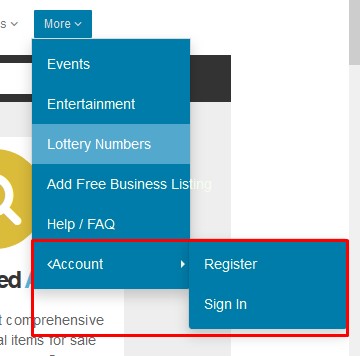 s
More
Events
Entertainment
Lottery Numbers
Add Free Business Listing
Help / FAQ
Account
Register
Sign In
ed A
t comprehensive
al items for sale